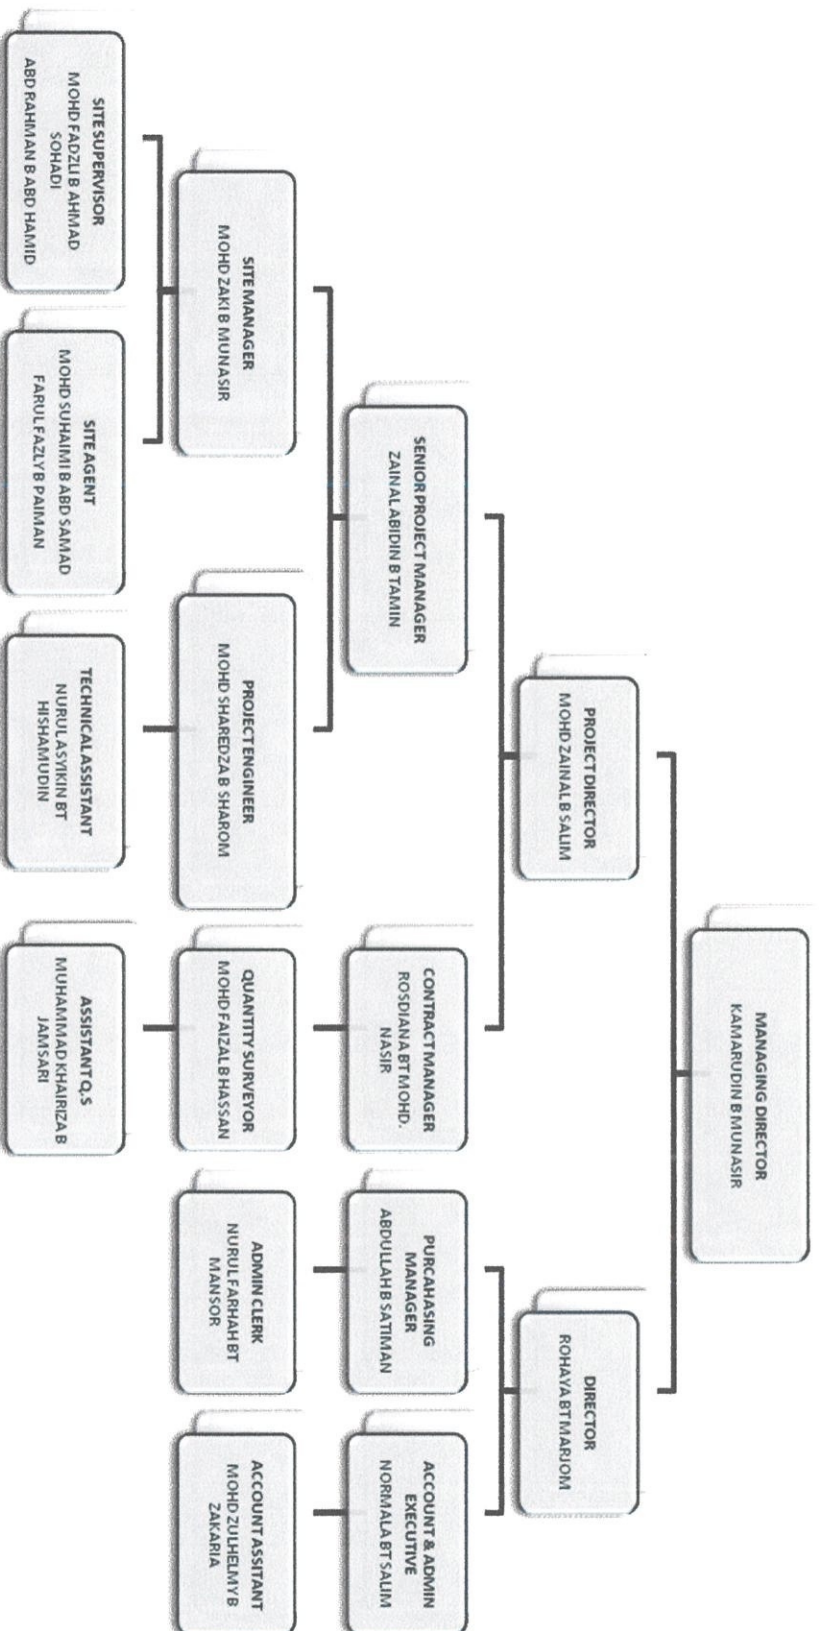 MANAGING DIRECTOR
KAMARUDIN B MUNASIR
PROJECT DIRECTOR
MOHD ZAINAL B SALIM
DIRECTOR
ROHAYA BT MARJOM
SENIOR PROJECT MANAGER
ZAINAL ABIDIN B TAMIN
CONTRACT MANAGER
ROSDIANA BT MOHD.
NASIR
PURCAHASING
MANAGER
ABDULLAH B SATIMAN
ACCOUNT & ADMIN
EXECUTIVE
NORMALA BT SALIM
SITE MANAGER
MOHD ZAKI B MUNASIR
PROJECT ENGINEER
MOHD SHAREDZA B SHAROM
QUANTITY SURVEYOR
MOHD FAIZAL B HASSAN
ADMIN CLERK
NURUL FARHAH BT
MANSOR
ACCOUNT ASSITANT
MOHD ZULHELMY B
ZAKARIA
SITE SUPERVISOR
MOHD FADZLI B AHMAD
SOHADI
ABD RAHMAN B ABD HAMID
SITE AGENT
MOHD SUHAIMI B ABD SAMAD
FARUL FAZLY B PAIMAN
TECHNICAL ASSISTANT
NURUL ASYIKIN BT
HISHAMUDIN
ASSISTANT Q.S
MUHAMMAD KHAIRIZA B
JAMSARI